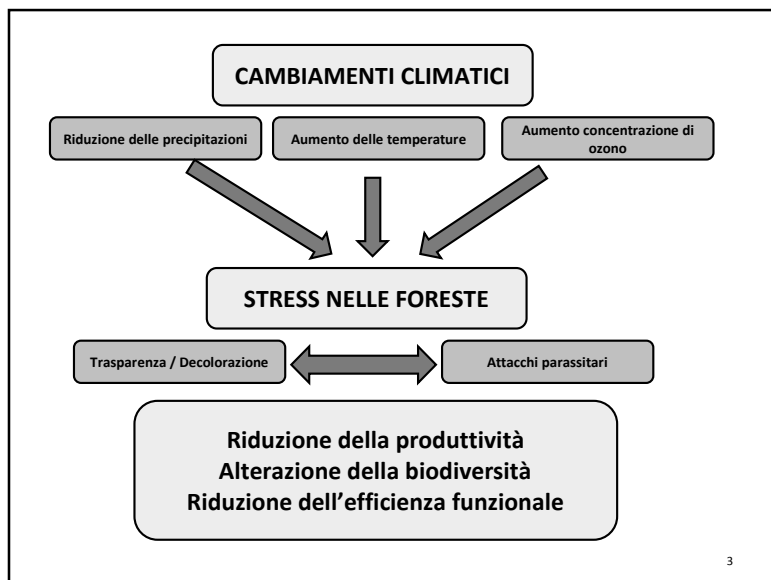 CAMBIAMENTI CLIMATICI
Riduzione delle precipitazioni
Aumento delle temperature
Aumento concentrazione di
ozono
STRESS NELLE FORESTE
Trasparenza / Decolorazione
Attacchi parassitari
Riduzione della produttività
Alterazione della biodiversità
Riduzione dell’efficienza funzionale
3